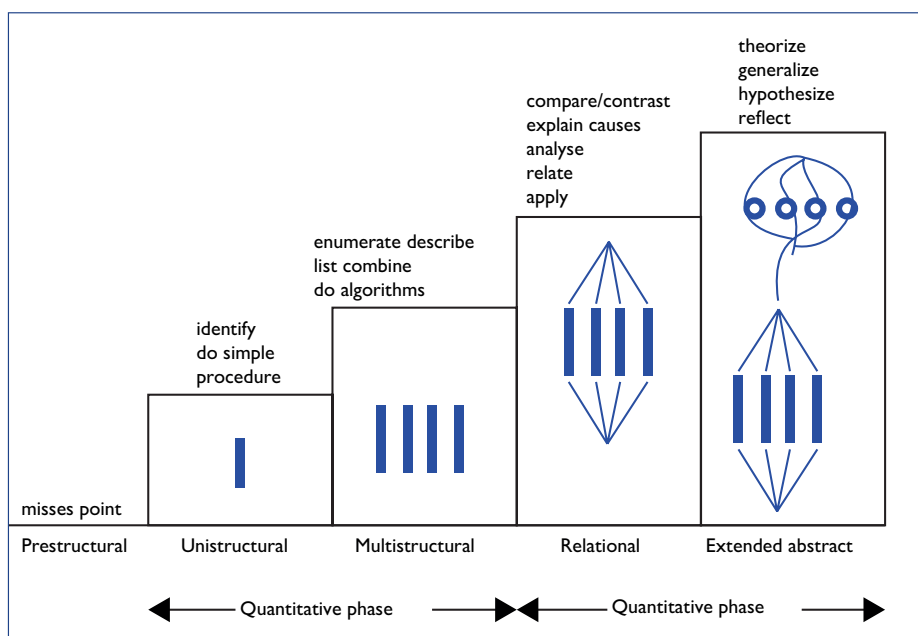 theorize
generalize
hypothesize
reflect
compare/contrast
explain causes
analyse
relate
apply
enumerate describe
list combine
do algorithms
identify
do simple
procedure
misses point
Prestructural
Unistructural
Multistructural
Relational
Extended abstract
Quantitative phase
Quantitative phase